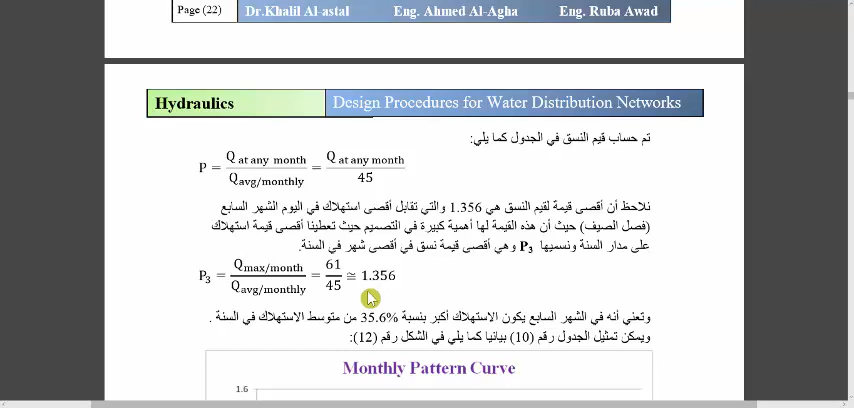 Page (22) Dr.Khalil Al-astal Eng. Ahmed Al-Agha Eng. Ruba Awad
Hydraulics Design Procedures for Water Distribution Networks
تم حساب قيم النسق في الجدول كما يلي:
P = Q at any month / Qavg/monthly = Q at any month / 45
نلاحظ أن أقصى قيمة لقيم النسق هي 1.356 والتي تقابل أقصى استهلاك في اليوم الشهر السابع
(فصل الصيف) حيث أن هذه القيمة لها أهمية كبيرة في التصميم حيث تعطينا أقصى قيمة استهلاك
على مدار السنة ونسميها P₃ وهي أقصى قيمة نسق في أقصى شهر في السنة.
P₃ = Qmax/month / Qavg/monthly = 61 / 45 ≅ 1.356
وتعني أنه في الشهر السابع يكون الاستهلاك أكبر بنسبة 35.6% من متوسط الاستهلاك في السنة .
ويمكن تمثيل الجدول رقم (10) بيانيا كما يلي في الشكل رقم (12):
Monthly Pattern Curve
1.6